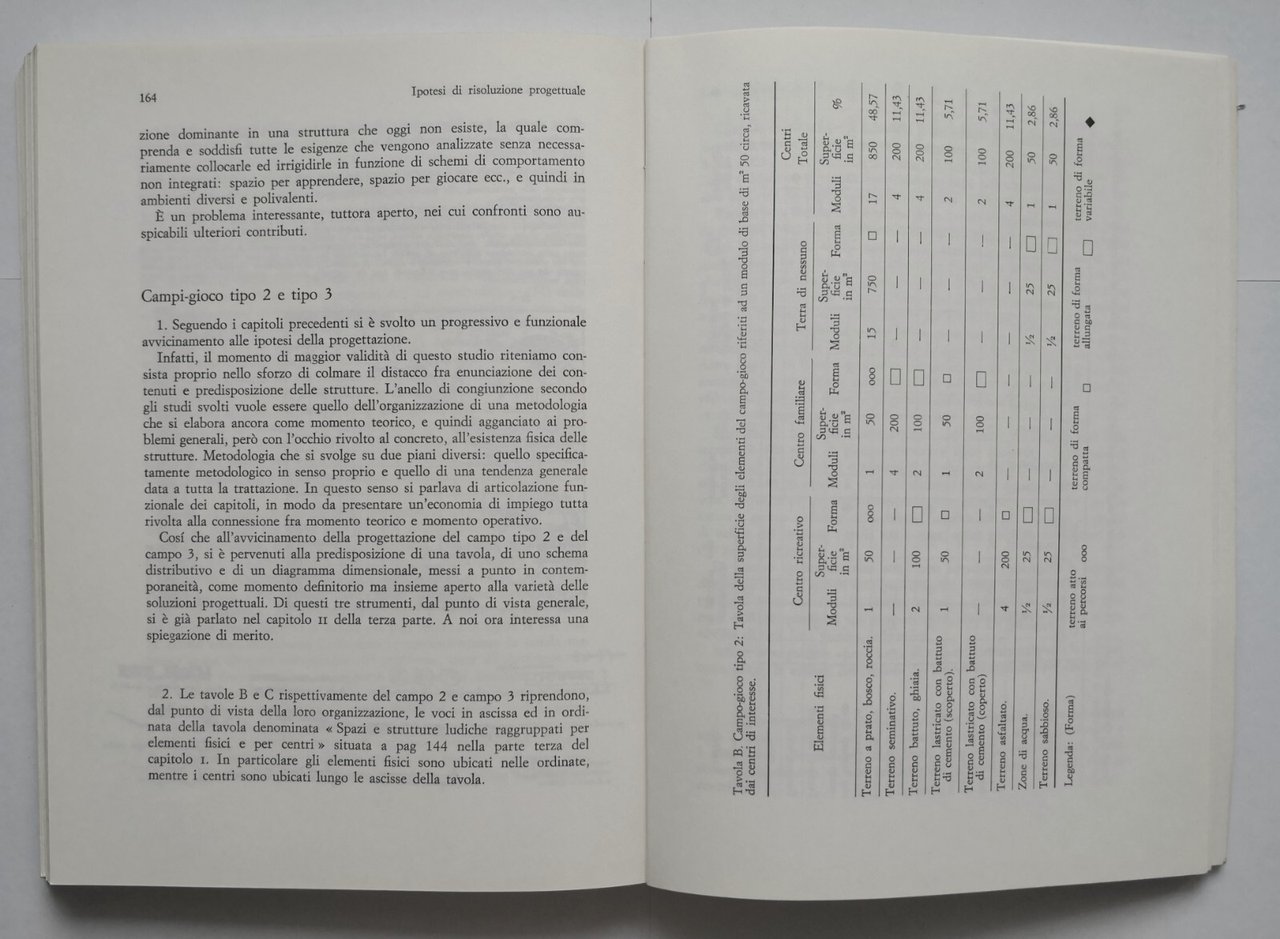 164
Ipotesi di risoluzione progettuale
zione dominante in una struttura che oggi non esiste, la quale com-
prenda e soddisfi tutte le esigenze che vengono analizzate senza necessa-
riamente collocarle ed irrigidirle in funzione di schemi di comportamento
non integrati: spazio per apprendere, spazio per giocare ecc., e quindi in
ambienti diversi e polivalenti.
È un problema interessante, tuttora aperto, nei cui confronti sono au-
spicabili ulteriori contributi.
Campi-gioco tipo 2 e tipo 3
1. Seguendo i capitoli precedenti si è svolto un progressivo e funzionale
avvicinamento alle ipotesi della progettazione.
Infatti, il momento di maggior validità di questo studio riteniamo con-
sista proprio nello sforzo di colmare il distacco fra enunciazione dei con-
tenuti e predisposizione delle strutture. L'anello di congiunzione secondo
gli studi svolti vuole essere quello dell'organizzazione di una metodologia
che si elabora ancora come momento teorico, e quindi agganciato ai pro-
blemi generali, però con l'occhio rivolto al concreto, all'esistenza fisica delle
strutture. Metodologia che si svolge su due piani diversi: quello specifica-
tamente metodologico in senso proprio e quello di una tendenza generale
data a tutta la trattazione. In questo senso si parlava di articolazione fun-
zionale dei capitoli, in modo da presentare un'economia di impiego tutta
rivolta alla connessione fra momento teorico e momento operativo.
Cosí che all'avvicinamento della progettazione del campo tipo 2 e del
campo 3, si è pervenuti alla predisposizione di una tavola, di uno schema
distributivo e di un diagramma dimensionale, messi a punto in contem-
poraneità, come momento definitorio ma insieme aperto alla varietà delle
soluzioni progettuali. Di questi tre strumenti, dal punto di vista generale,
si è già parlato nel capitolo II della terza parte. A noi ora interessa una
spiegazione di merito.
2. Le tavole B e C rispettivamente del campo 2 e campo 3 riprendono,
dal punto di vista della loro organizzazione, le voci in ascissa ed in ordi-
nata della tavola denominata « Spazi e strutture ludiche raggruppati per
elementi fisici e per centri » situata a pag 144 nella parte terza del
capitolo I. In particolare gli elementi fisici sono ubicati nelle ordinate,
mentre i centri sono ubicati lungo le ascisse della tavola.
Tavola B. Campo-gioco tipo 2: Tavola della superficie degli elementi del campo-gioco riferiti ad un modulo di base di m² 50 circa, ricavata
dai centri di interesse.
Centro ricreativo Centro familiare Terra di nessuno Centri Totale
Elementi fisici Moduli Super-ficie in m² Forma Moduli Super-ficie in m² Forma Moduli Super-ficie in m² Forma Moduli Super-ficie in m² %
Terreno a prato, bosco, roccia. 1 50 ooo 1 50 ooo 15 750 □ 17 850 48,57
Terreno seminativo. — — — 4 200 □ — — — 4 200 11,43
Terreno battuto, ghiaia. 2 100 □ 2 100 □ — — — 4 200 11,43
Terreno lastricato con battuto
di cemento (scoperto). 1 50 □ 1 50 □ — — — 2 100 5,71
Terreno lastricato con battuto
di cemento (coperto) — — — 2 100 □ — — — 2 100 5,71
Terreno asfaltato. 4 200 □ — — — — — — 4 200 11,43
Zone di acqua. ½ 25 □ — — — ½ 25 □ 1 50 2,86
Terreno sabbioso. ½ 25 □ — — — ½ 25 □ 1 50 2,86
Legenda: (Forma) terreno atto ai percorsi ooo terreno di forma compatta □ terreno di forma allungata □ terreno di forma variabile ◆